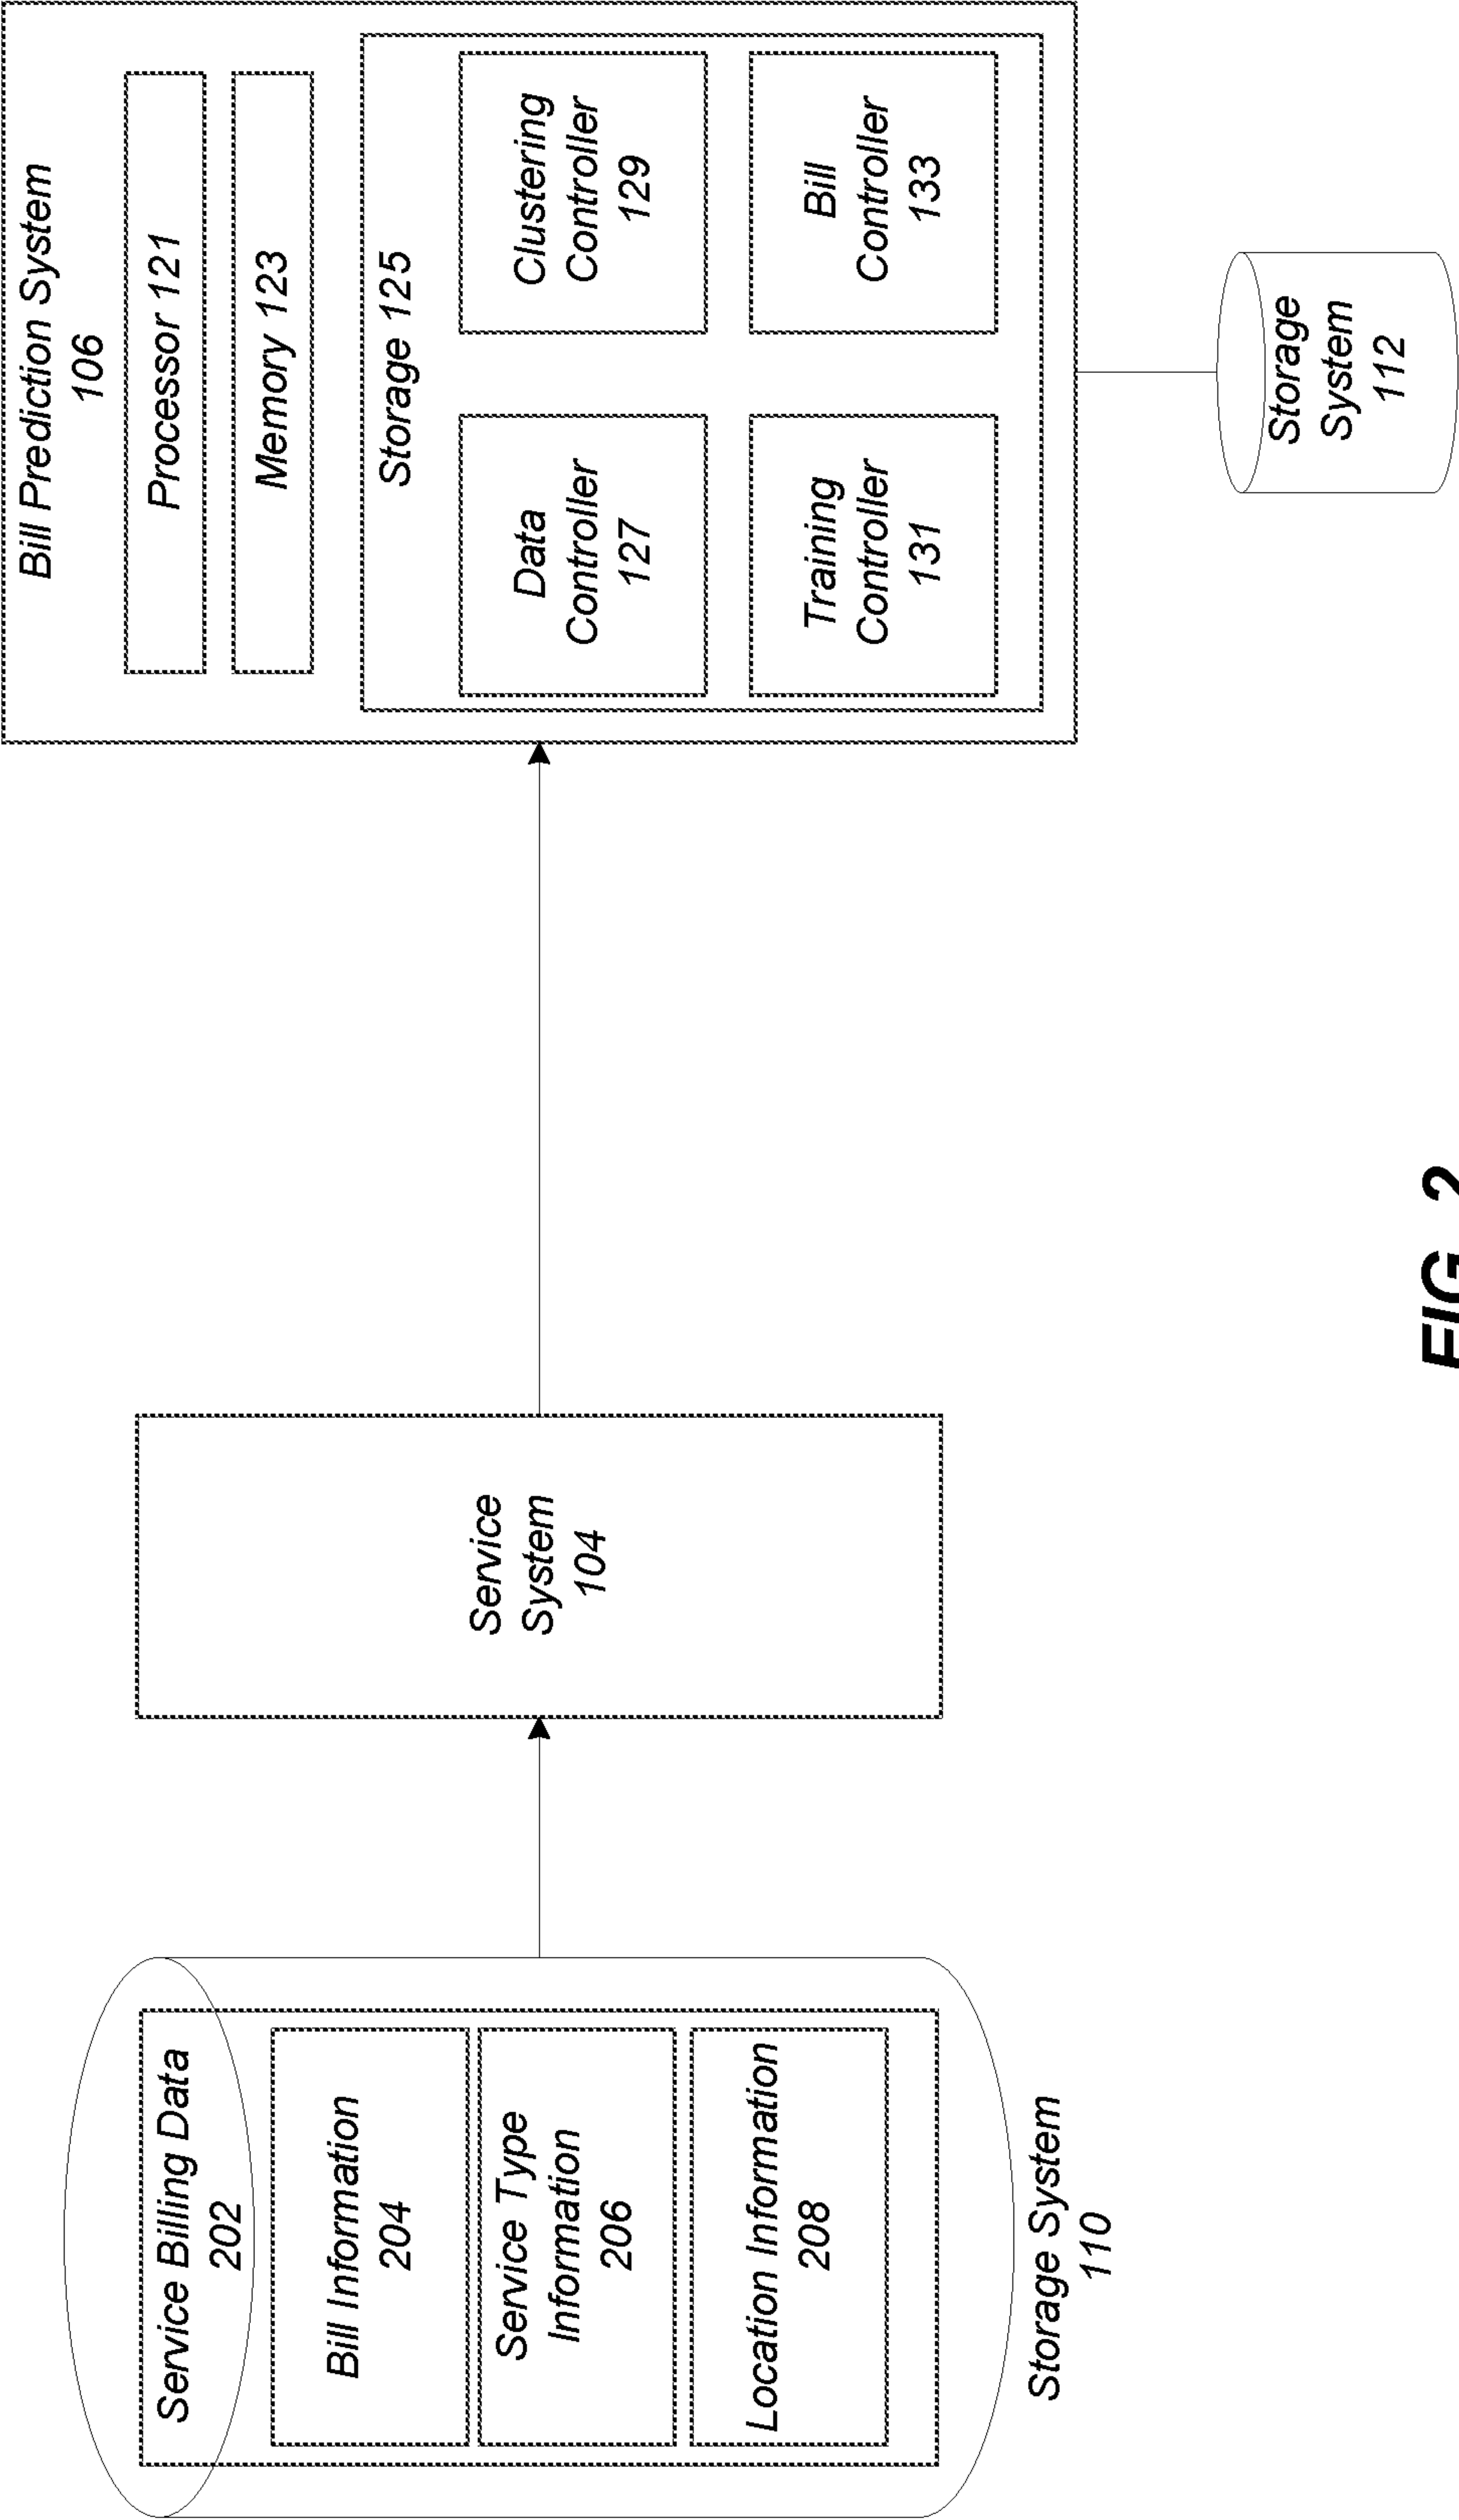 Service Billing Data
202
Bill Information
204
Service Type
Information
206
Location Information
208
Storage System
110
Service
System
104
Bill Prediction System
106
Processor 121
Memory 123
Storage 125
Data
Controller
127
Clustering
Controller
129
Training
Controller
131
Bill
Controller
133
Storage
System
112
FIG. 2